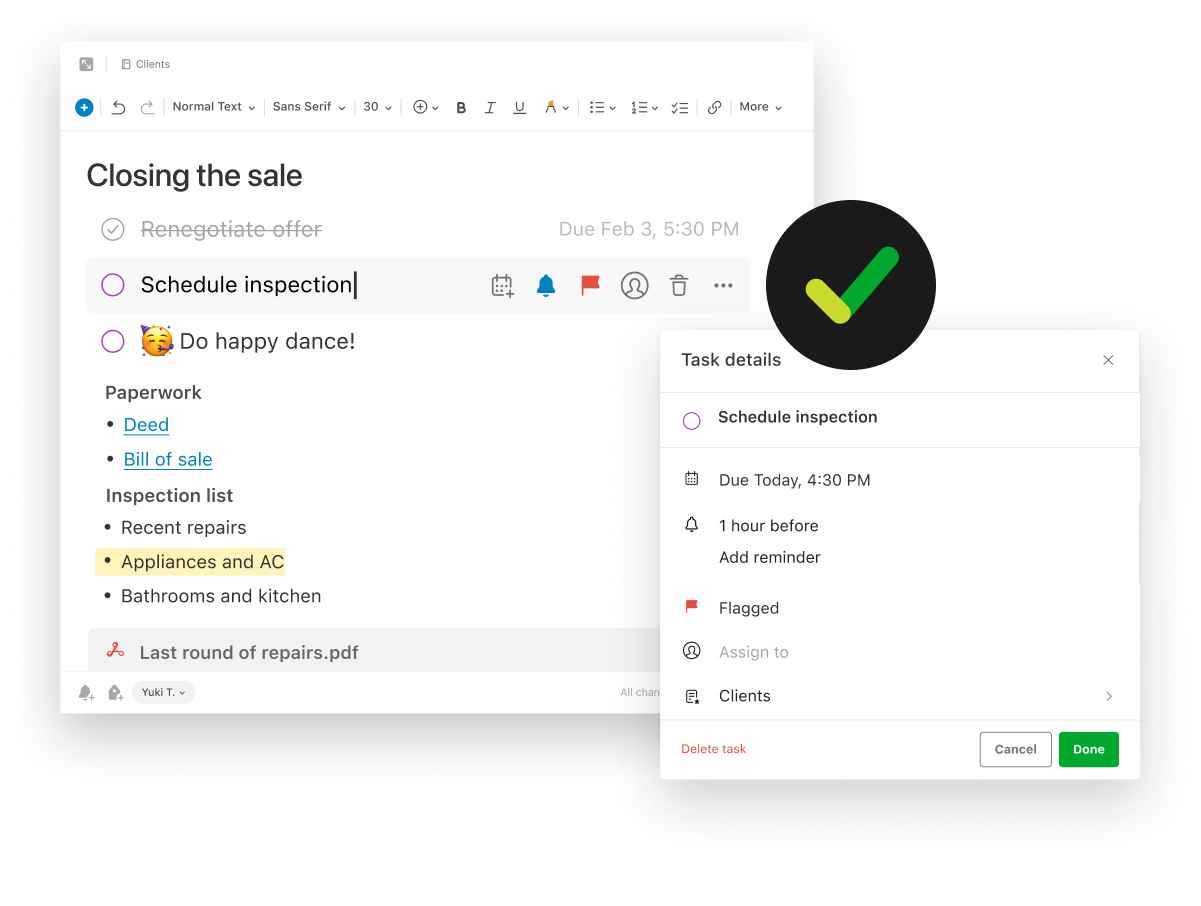 Clients
Normal Text Sans Serif 30 B I U A More
Closing the sale
Renegotiate offer Due Feb 3, 5:30 PM
Schedule inspection
Do happy dance!
Paperwork
• Deed
• Bill of sale
Inspection list
• Recent repairs
• Appliances and AC
• Bathrooms and kitchen
Last round of repairs.pdf
Yuki T. All
Task details
Schedule inspection
Due Today, 4:30 PM
1 hour before
Add reminder
Flagged
Assign to
Clients
Delete task Cancel Done